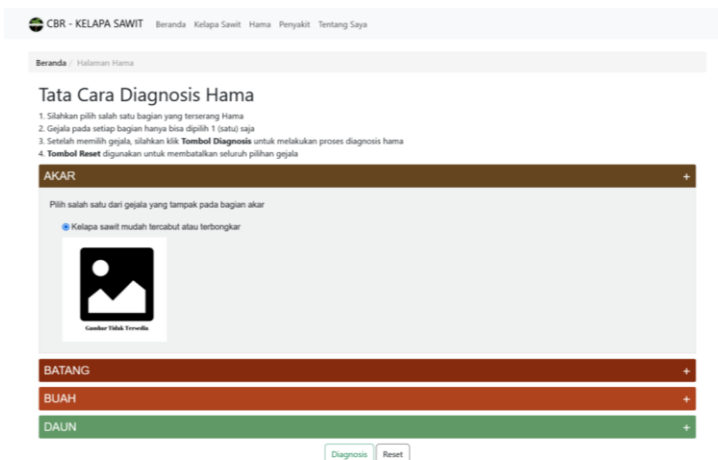 CBR - KELAPA SAWIT Beranda Kelapa Sawit Hama Penyakit Tentang Saya
Beranda / Halaman Hama
Tata Cara Diagnosis Hama
1. Silahkan pilih salah satu bagian yang terserang Hama
2. Gejala pada setiap bagian hanya bisa dipilih 1 (satu) saja
3. Setelah memilih gejala, silahkan klik Tombol Diagnosis untuk melakukan proses diagnosis hama
4. Tombol Reset digunakan untuk membatalkan seluruh pilihan gejala
AKAR +
Pilih salah satu dari gejala yang tampak pada bagian akar
Kelapa sawit mudah tercabut atau terbongkar
Gambar Tidak Tersedia
BATANG +
BUAH +
DAUN +
Diagnosis Reset